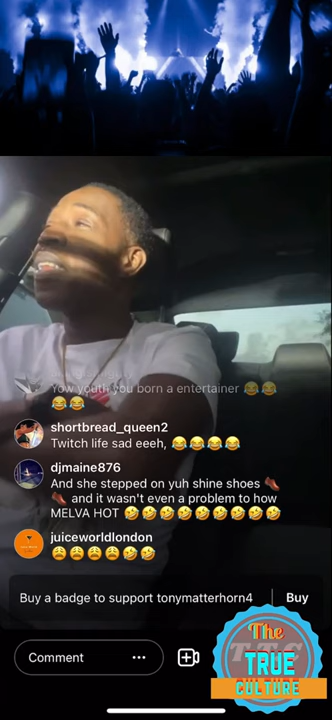 Yow youth you born a entertainer 😂😂
😂😂
shortbread_queen2
Twitch life sad eeeh, 😂😂😂😂
djmaine876
And she stepped on yuh shine shoes 👠
👠 and it wasn't even a problem to how
MELVA HOT 🤣🤣🤣🤣🤣🤣🤣🤣🤣
juiceworldlondon
😩😩😩😩🤣🤣
Buy a badge to support tonymatterhorn4
Buy
Comment
The
TRUE
CULTURE